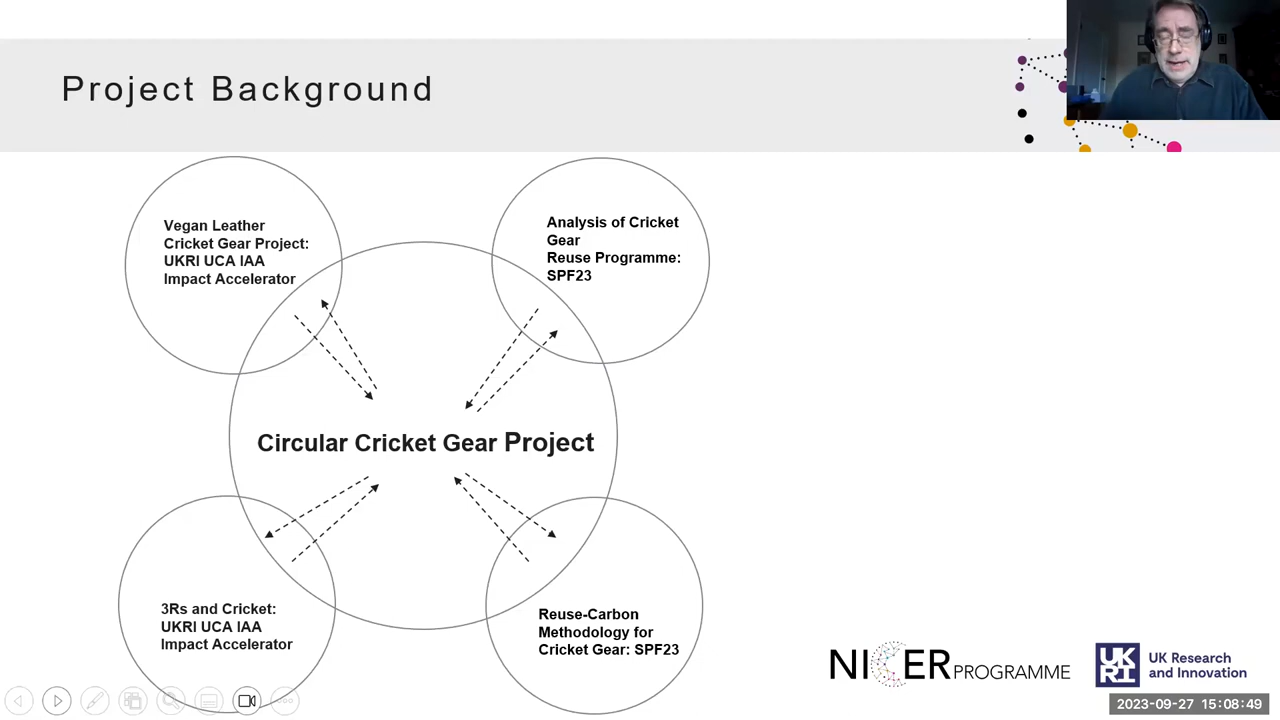 Project Background
Vegan Leather
Cricket Gear Project:
UKRI UCA IAA
Impact Accelerator
Analysis of Cricket
Gear
Reuse Programme:
SPF23
Circular Cricket Gear Project
3Rs and Cricket:
UKRI UCA IAA
Impact Accelerator
Reuse-Carbon
Methodology for
Cricket Gear: SPF23
NICER PROGRAMME
UKRI
UK Research
and Innovation
2023-09-27 15:08:49